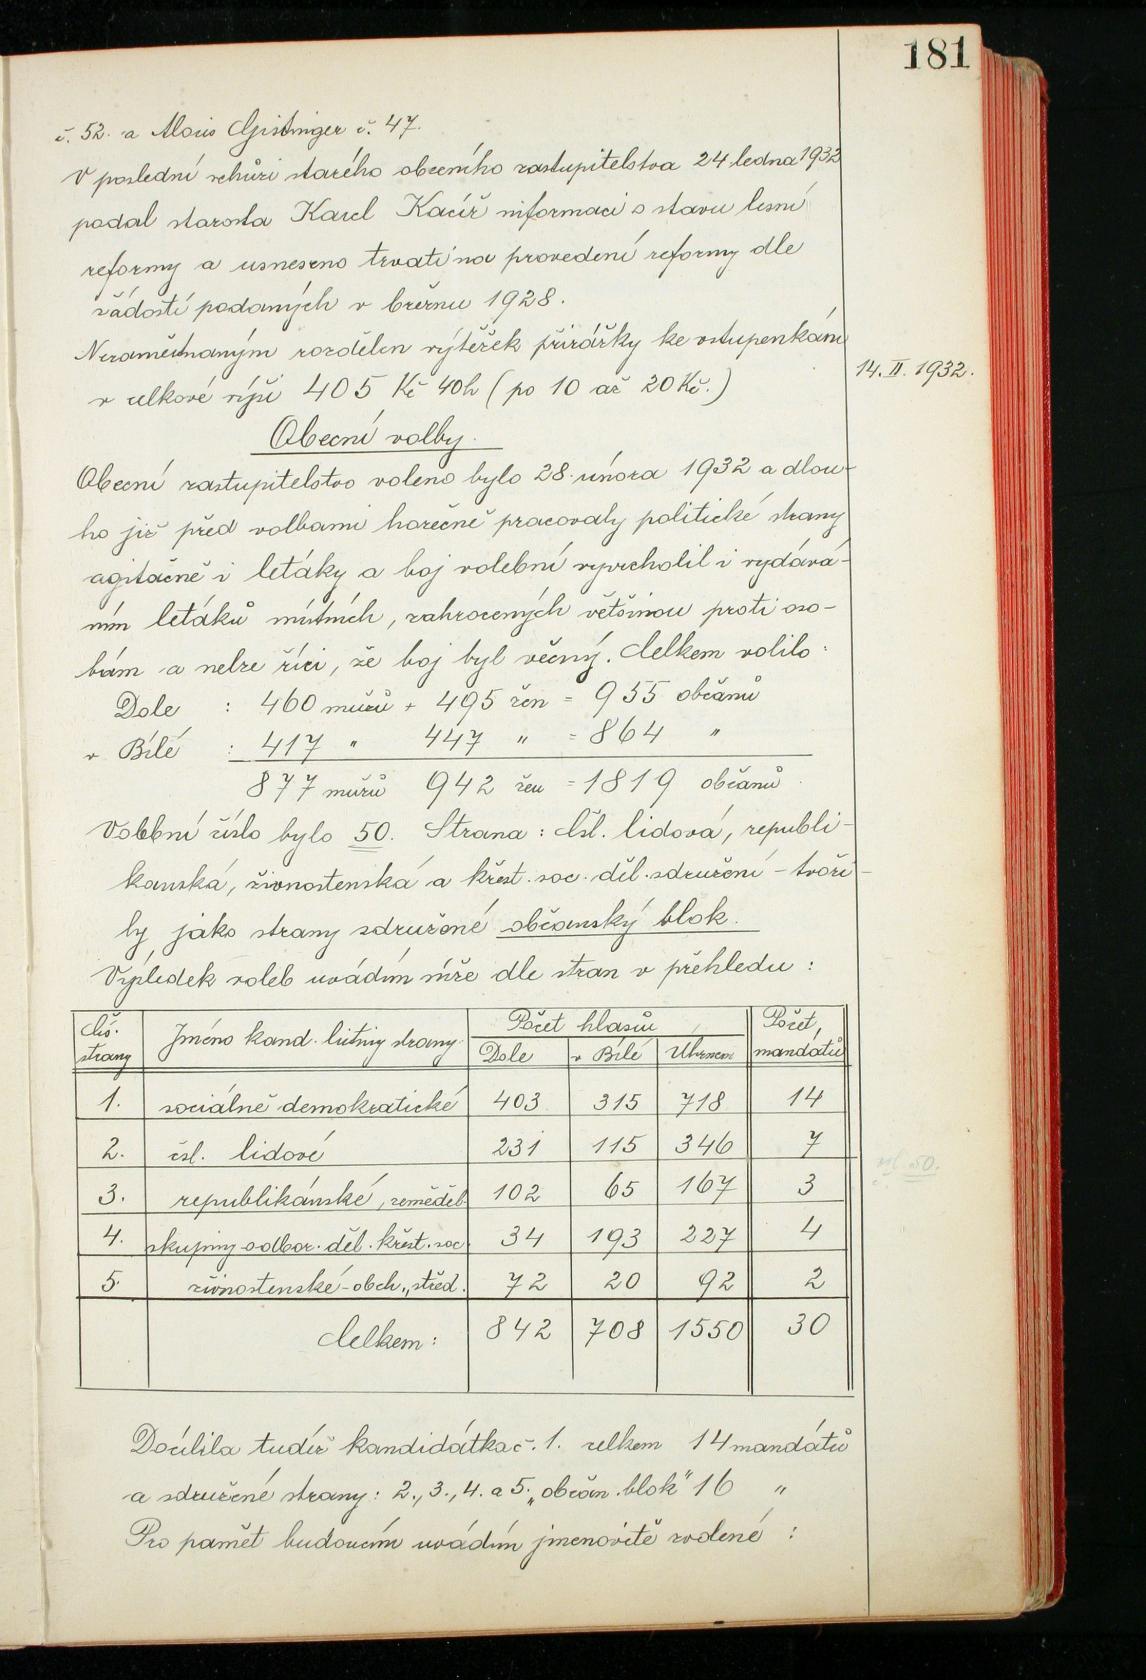 181
č. 52. a Alois Gistinger č. 47.
V poslední schůzi starého obecního zastupitelstva 24 ledna 1932
podal starosta Karel Kacíř informaci o stavu lesní
reformy a usneseno trvati na provedení reformy dle
žádostí podaných v březnu 1928.
Nezaměstnaným rozdělen výtěžek přirážky ke vstupenkám
v celkové výši 405 Kč 40h (po 10 až 20 Kč.)
14. II. 1932.
Obecní volby.
Obecní zastupitelstvo voleno bylo 28. února 1932 a dlou-
ho již před volbami horečně pracovaly politické strany
agitačně i letáky a boj volební vyvrcholil i vydává-
ním letáků místních, zahrocených většinou proti oso-
bám a nelze říci, že boj byl věcný. Celkem volilo:
Dole : 460 mužů + 495 žen = 955 občanů
v Bílé : 417 " 447 " = 864 "
877 mužů 942 žen = 1819 občanů
Volební číslo bylo 50. Strana: čsl. lidová, republi-
kanská, živnostenská a křest. soc. děl. sdružení - tvoři-
ly jako strany sdružené občanský blok.
Výsledek voleb uvádím níže dle stran v přehledu:
Čís. strany Jméno kand. listiny strany Počet hlasů Počet mandátů
Dole v Bílé Úhrnem
1. sociálně demokratické 403 315 718 14
2. čsl. lidové 231 115 346 7
3. republikánské, zeměděl. 102 65 167 3
4. skupiny odbor. děl. křest. soc. 34 193 227 4
5. živnostenské-obch. „střed. 72 20 92 2
Celkem: 842 708 1550 30
Docílila tudíž kandidátka č. 1. celkem 14 mandátů
a sdružené strany: 2., 3., 4. a 5. „občan. blok" 16 "
Pro paměť budoucím uvádím jmenovitě zvolené :